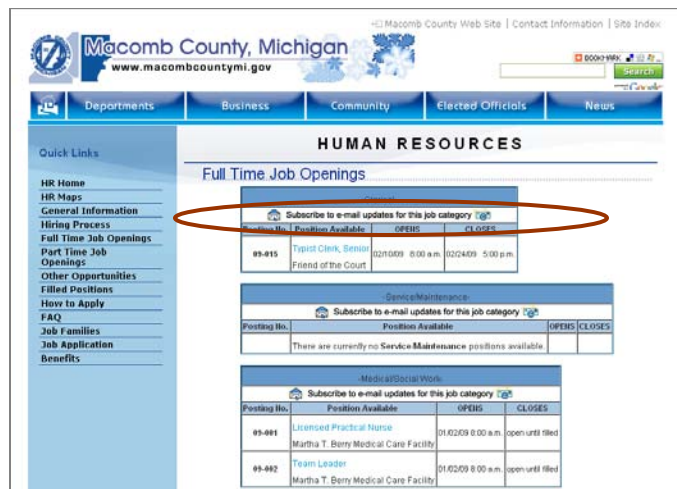 Macomb County Web Site | Contact Information | Site Index
Macomb County, Michigan
www.macombcountymi.gov
BOOKMARK
Search
Google
Departments Business Community Elected Officials News
Quick Links
HR Home
HR Maps
General Information
Hiring Process
Full Time Job Openings
Part Time Job
Openings
Other Opportunities
Filled Positions
How to Apply
FAQ
Job Families
Job Application
Benefits
HUMAN RESOURCES
Full Time Job Openings
Subscribe to e-mail updates for this job category
Posting No. Position Available OPENS CLOSES
09-015 Typist Clerk, Senior 02/10/09 8:00 a.m. 02/24/09 5:00 p.m.
Friend of the Court
-Service/Maintenance-
Subscribe to e-mail updates for this job category
Posting No. Position Available OPENS CLOSES
There are currently no Service Maintenance positions available.
-Medical/Social Work-
Subscribe to e-mail updates for this job category
Posting No. Position Available OPENS CLOSES
09-001 Licensed Practical Nurse 01/02/09 8:00 a.m. open until filled
Martha T. Berry Medical Care Facility
09-002 Team Leader 01/02/09 8:00 a.m. open until filled
Martha T. Berry Medical Care Facility